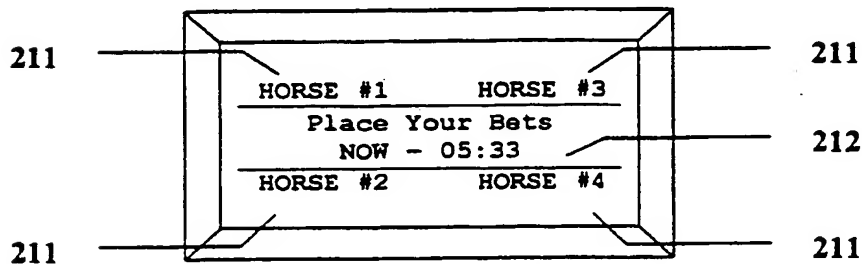 211 211
HORSE #1 HORSE #3
Place Your Bets
NOW - 05:33 212
HORSE #2 HORSE #4
211 211